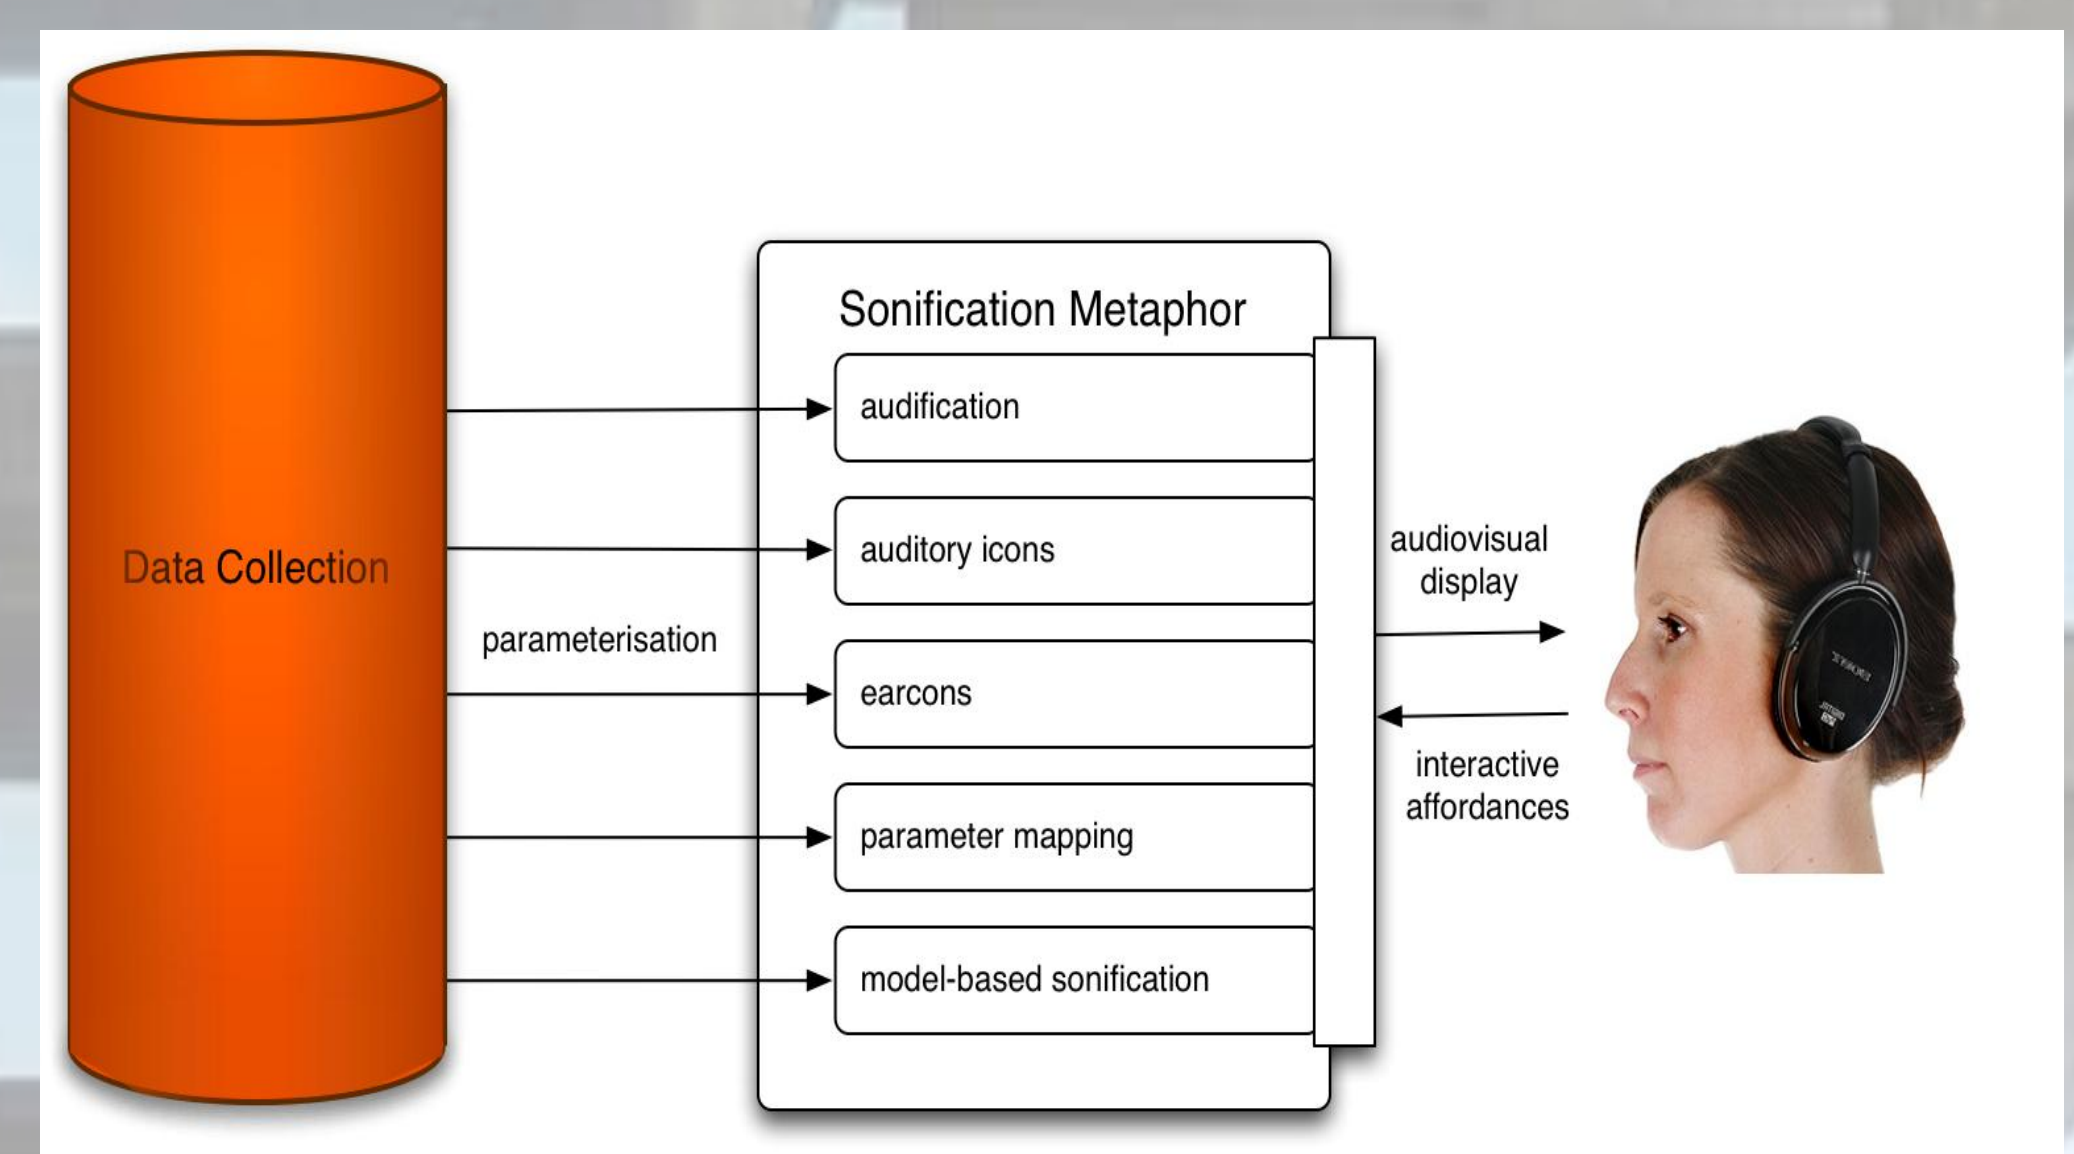 Sonification Metaphor
audification
auditory icons
earcons
parameter mapping
model-based sonification
Data Collection
parameterisation
audiovisual
display
interactive
affordances